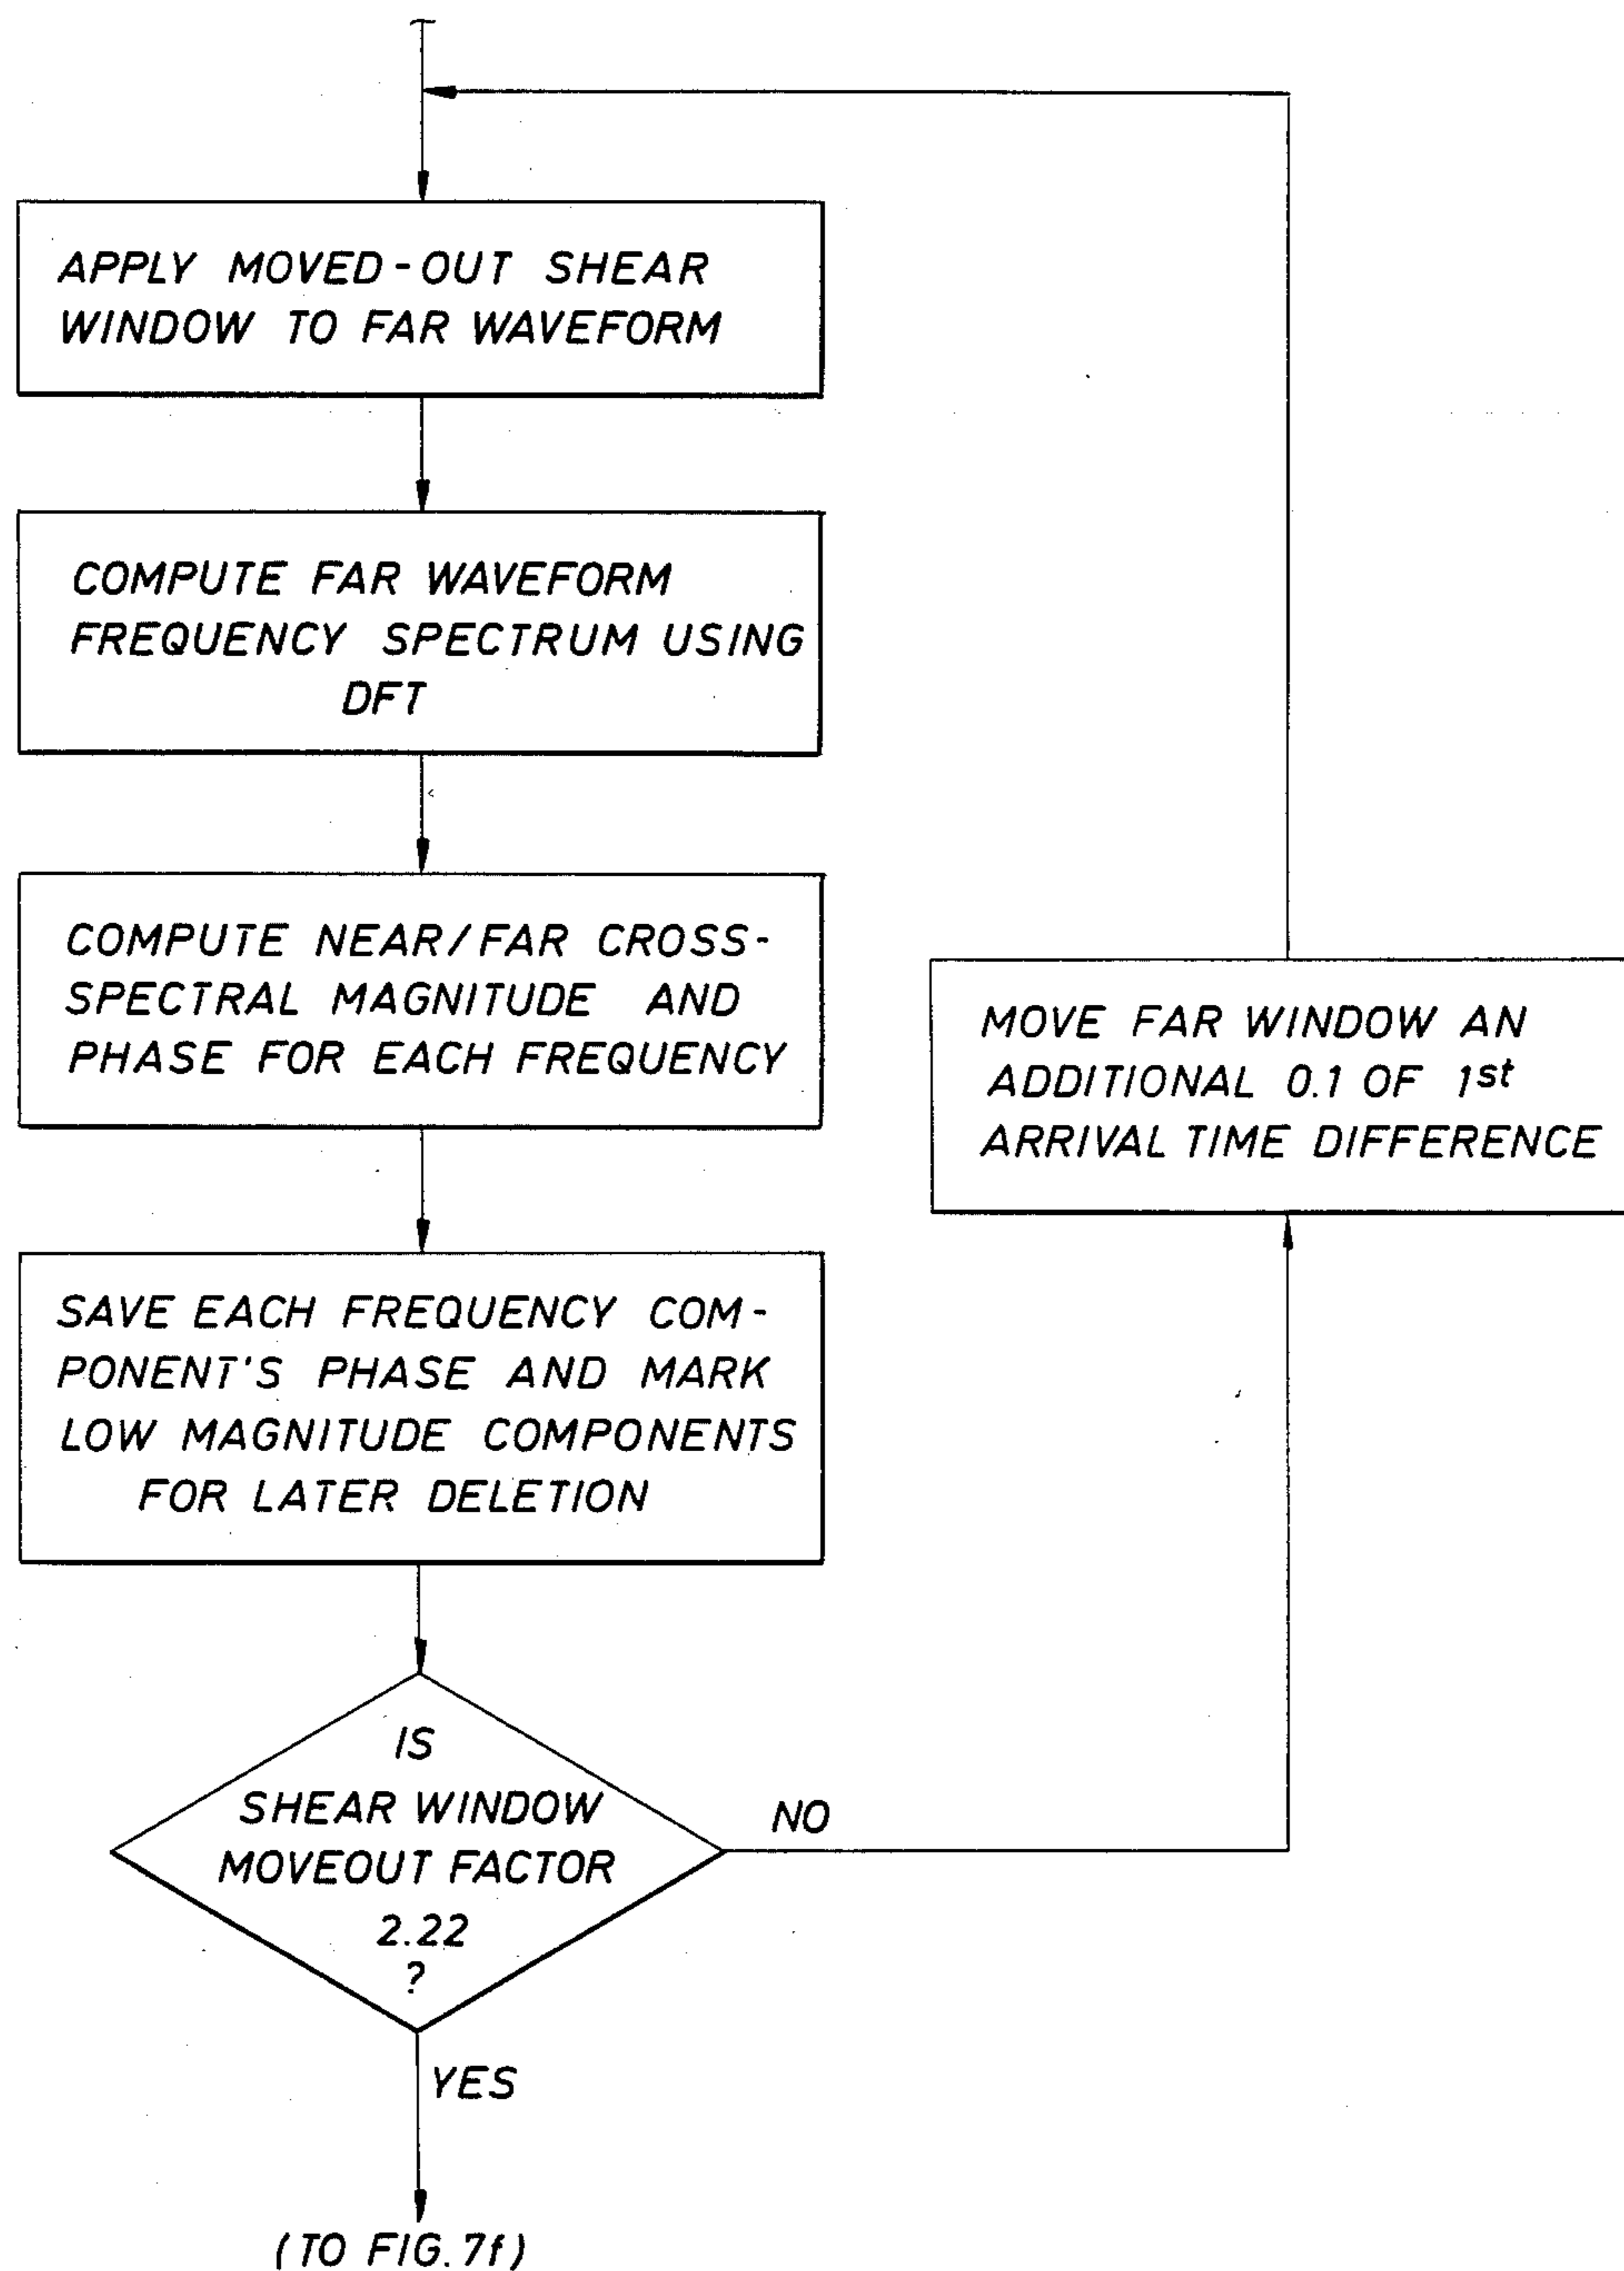 APPLY MOVED-OUT SHEAR
WINDOW TO FAR WAVEFORM
COMPUTE FAR WAVEFORM
FREQUENCY SPECTRUM USING
DFT
COMPUTE NEAR/FAR CROSS-
SPECTRAL MAGNITUDE AND
PHASE FOR EACH FREQUENCY
SAVE EACH FREQUENCY COM-
PONENT'S PHASE AND MARK
LOW MAGNITUDE COMPONENTS
FOR LATER DELETION
IS
SHEAR WINDOW
MOVEOUT FACTOR
2.22
?
NO
MOVE FAR WINDOW AN
ADDITIONAL 0.1 OF 1st
ARRIVAL TIME DIFFERENCE
YES
(TO FIG. 7f)